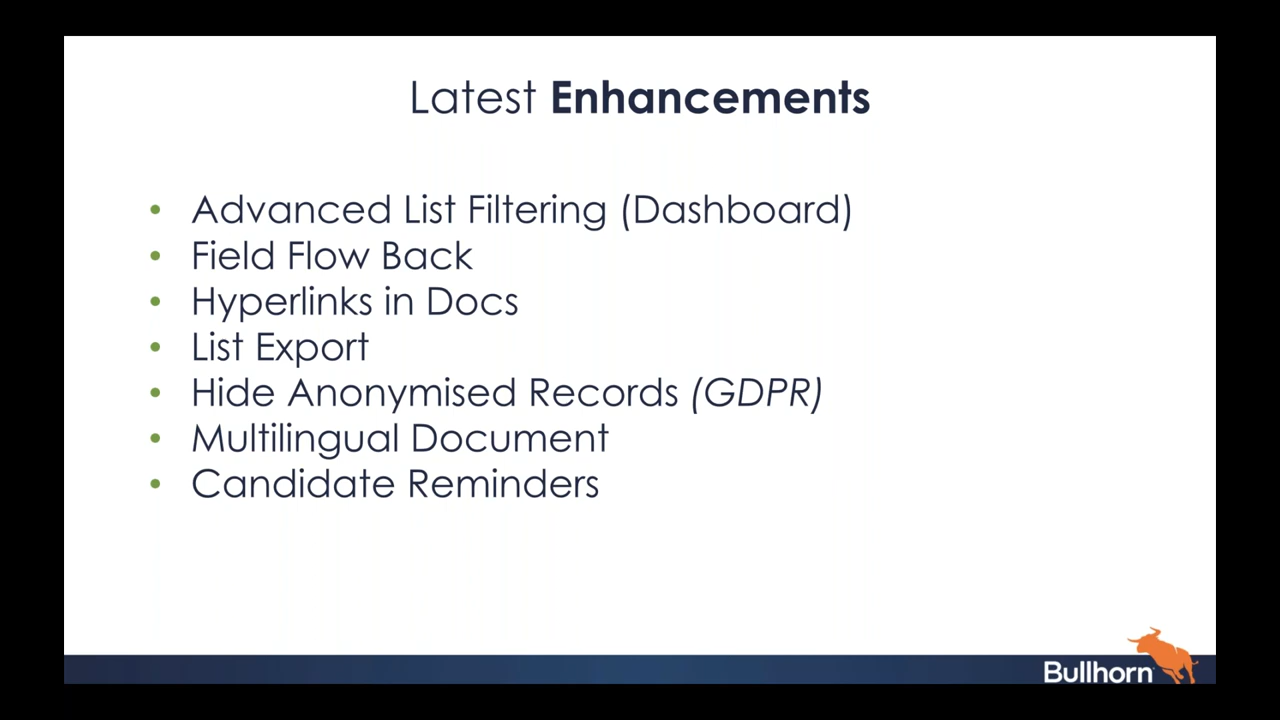 Latest Enhancements
• Advanced List Filtering (Dashboard)
• Field Flow Back
• Hyperlinks in Docs
• List Export
• Hide Anonymised Records (GDPR)
• Multilingual Document
• Candidate Reminders
Bullhorn